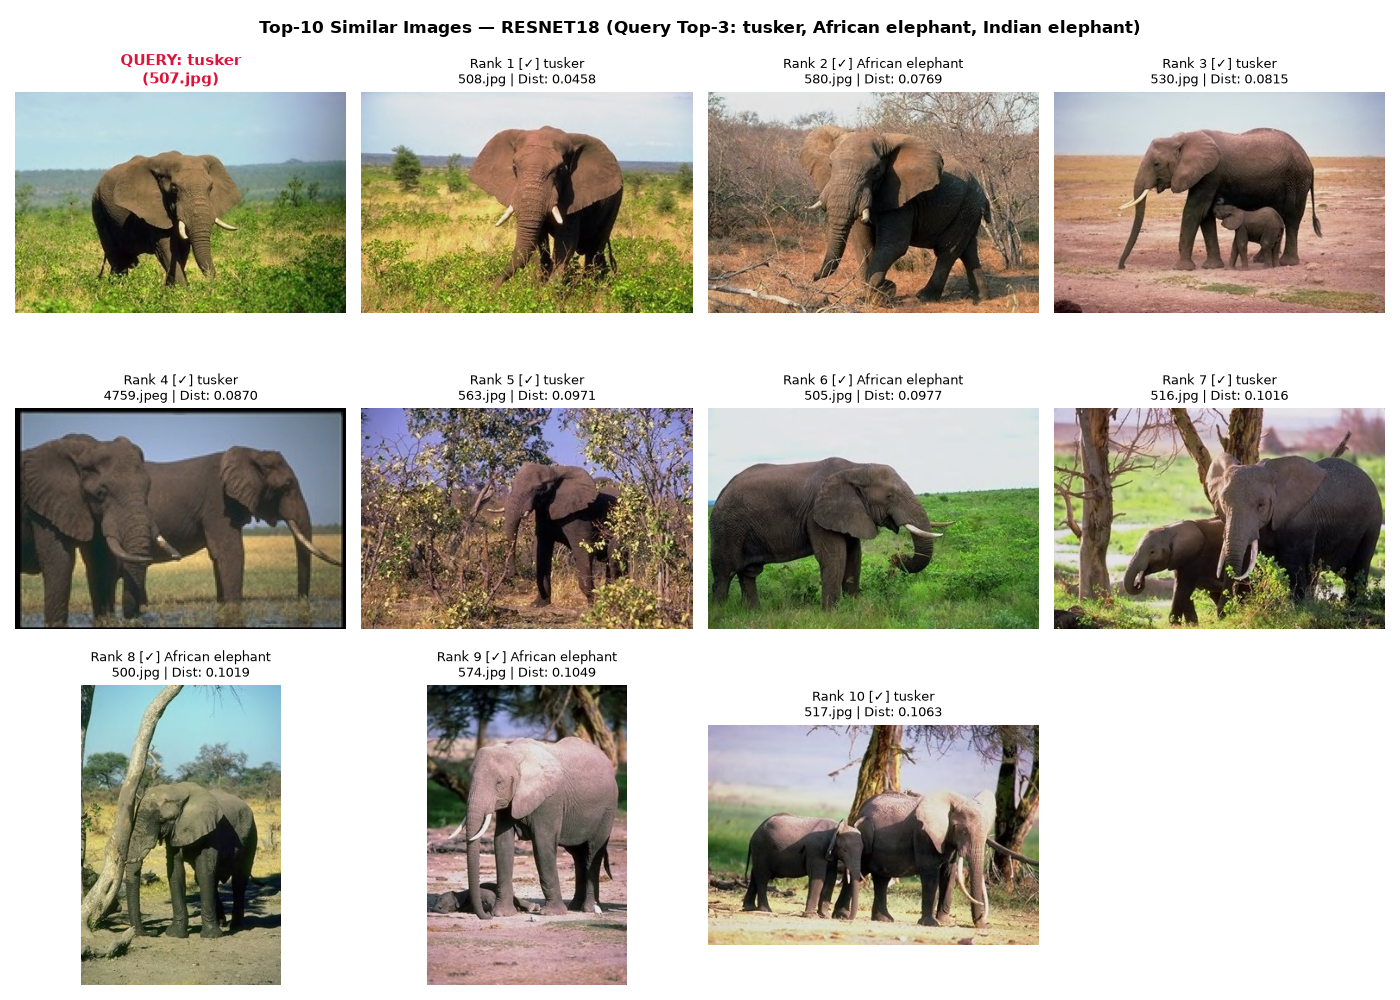 Top-10 Similar Images — RESNET18 (Query Top-3: tusker, African elephant, Indian elephant)
QUERY: tusker
(507.jpg)
Rank 1 [✓] tusker
508.jpg | Dist: 0.0458
Rank 2 [✓] African elephant
580.jpg | Dist: 0.0769
Rank 3 [✓] tusker
530.jpg | Dist: 0.0815
Rank 4 [✓] tusker
4759.jpeg | Dist: 0.0870
Rank 5 [✓] tusker
563.jpg | Dist: 0.0971
Rank 6 [✓] African elephant
505.jpg | Dist: 0.0977
Rank 7 [✓] tusker
516.jpg | Dist: 0.1016
Rank 8 [✓] African elephant
500.jpg | Dist: 0.1019
Rank 9 [✓] African elephant
574.jpg | Dist: 0.1049
Rank 10 [✓] tusker
517.jpg | Dist: 0.1063